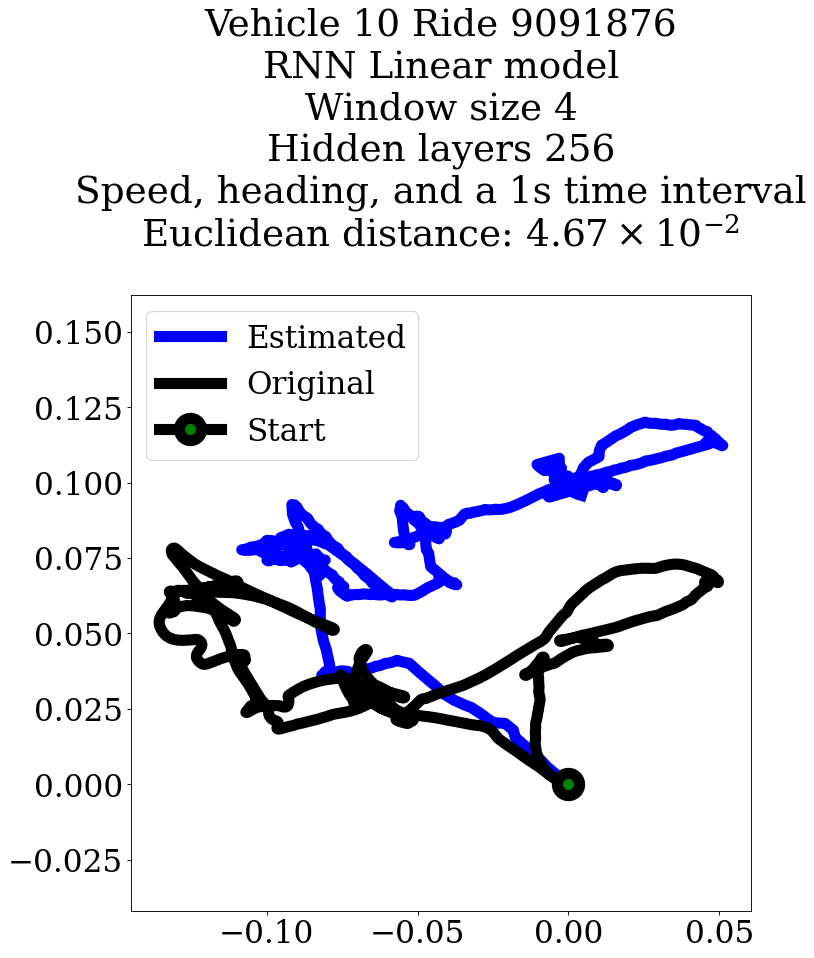 Vehicle 10 Ride 9091876
RNN Linear model
Window size 4
Hidden layers 256
Speed, heading, and a 1s time interval
Euclidean distance: 4.67 × 10⁻²
Estimated
Original
Start
0.150
0.125
0.100
0.075
0.050
0.025
0.000
−0.025
−0.10 −0.05 0.00 0.05